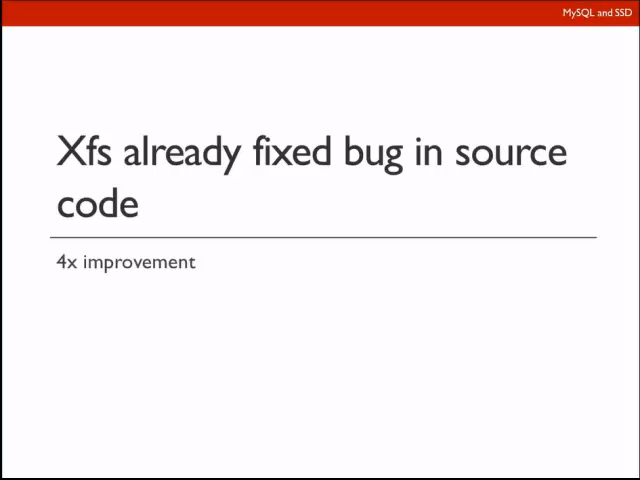 MySQL and SSD
Xfs already fixed bug in source
code
4x improvement